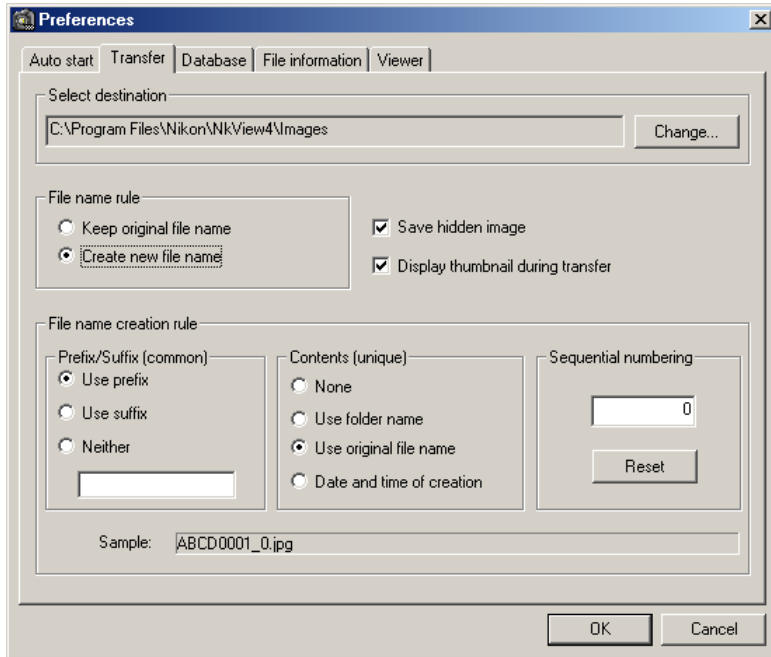 Preferences
Auto start Transfer Database File information Viewer
Select destination
C:\Program Files\Nikon\NkView4\Images
Change...
File name rule
Keep original file name
Create new file name
Save hidden image
Display thumbnail during transfer
File name creation rule
Prefix/Suffix (common)
Use prefix
Use suffix
Neither
Contents (unique)
None
Use folder name
Use original file name
Date and time of creation
Sequential numbering
0
Reset
Sample: ABCD0001_0.jpg
OK Cancel